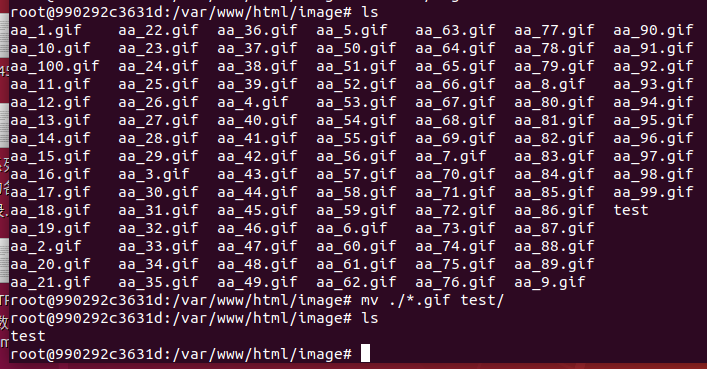 root@990292c3631d:/var/www/html/image# ls
aa_1.gif aa_22.gif aa_36.gif aa_5.gif aa_63.gif aa_77.gif aa_90.gif
aa_10.gif aa_23.gif aa_37.gif aa_50.gif aa_64.gif aa_78.gif aa_91.gif
aa_100.gif aa_24.gif aa_38.gif aa_51.gif aa_65.gif aa_79.gif aa_92.gif
aa_11.gif aa_25.gif aa_39.gif aa_52.gif aa_66.gif aa_8.gif aa_93.gif
aa_12.gif aa_26.gif aa_4.gif aa_53.gif aa_67.gif aa_80.gif aa_94.gif
aa_13.gif aa_27.gif aa_40.gif aa_54.gif aa_68.gif aa_81.gif aa_95.gif
aa_14.gif aa_28.gif aa_41.gif aa_55.gif aa_69.gif aa_82.gif aa_96.gif
aa_15.gif aa_29.gif aa_42.gif aa_56.gif aa_7.gif aa_83.gif aa_97.gif
aa_16.gif aa_3.gif aa_43.gif aa_57.gif aa_70.gif aa_84.gif aa_98.gif
aa_17.gif aa_30.gif aa_44.gif aa_58.gif aa_71.gif aa_85.gif aa_99.gif
aa_18.gif aa_31.gif aa_45.gif aa_59.gif aa_72.gif aa_86.gif test
aa_19.gif aa_32.gif aa_46.gif aa_6.gif aa_73.gif aa_87.gif
aa_2.gif aa_33.gif aa_47.gif aa_60.gif aa_74.gif aa_88.gif
aa_20.gif aa_34.gif aa_48.gif aa_61.gif aa_75.gif aa_89.gif
aa_21.gif aa_35.gif aa_49.gif aa_62.gif aa_76.gif aa_9.gif
root@990292c3631d:/var/www/html/image# mv ./*.gif test/
root@990292c3631d:/var/www/html/image# ls
test
root@990292c3631d:/var/www/html/image#